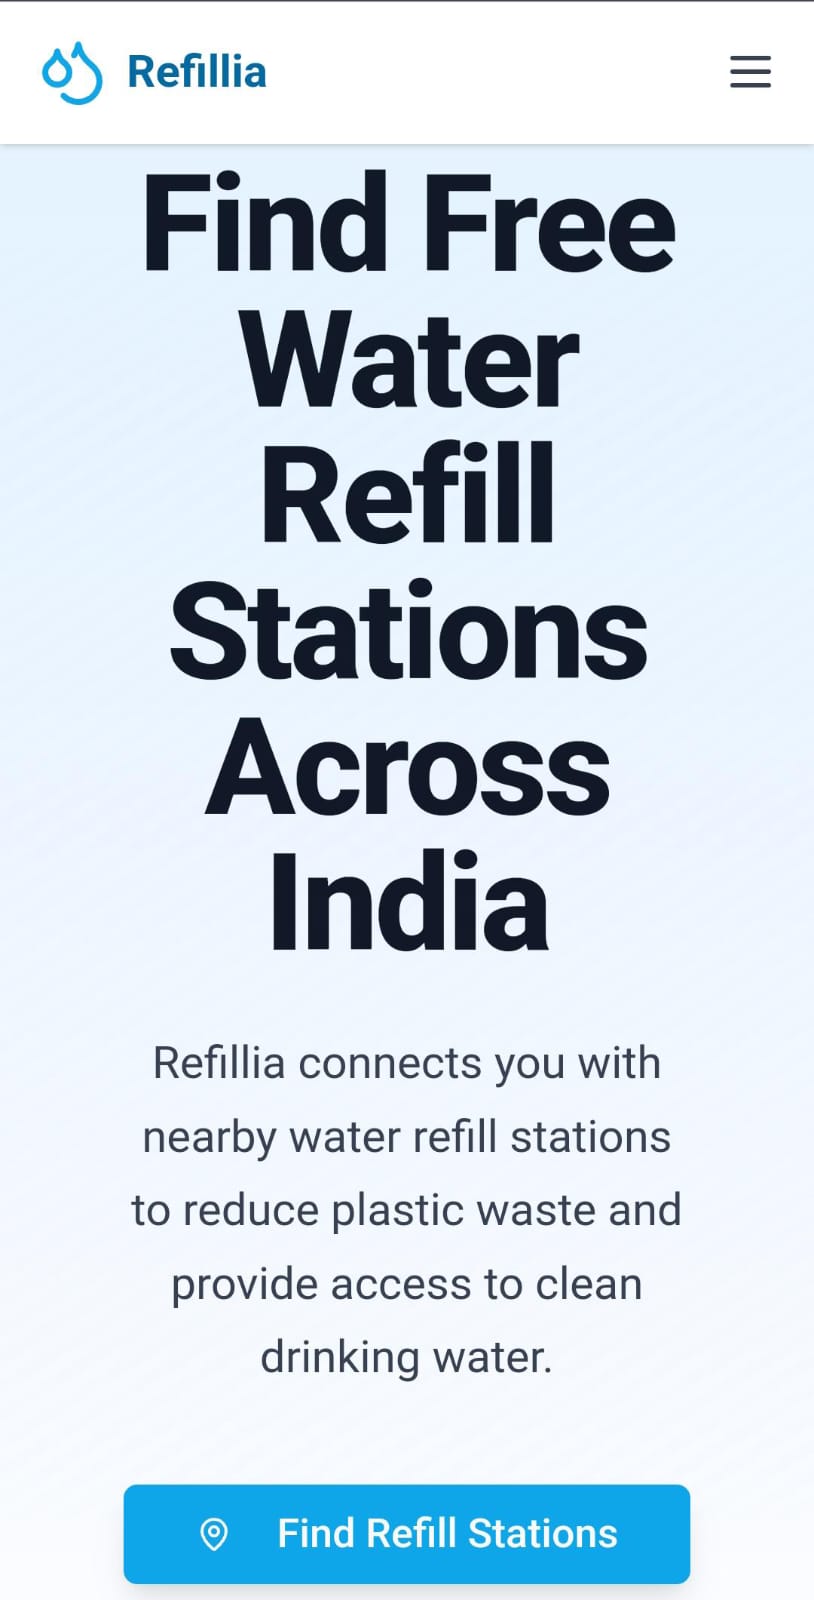 Refillia
Find Free
Water
Refill
Stations
Across
India
Refillia connects you with
nearby water refill stations
to reduce plastic waste and
provide access to clean
drinking water.
Find Refill Stations